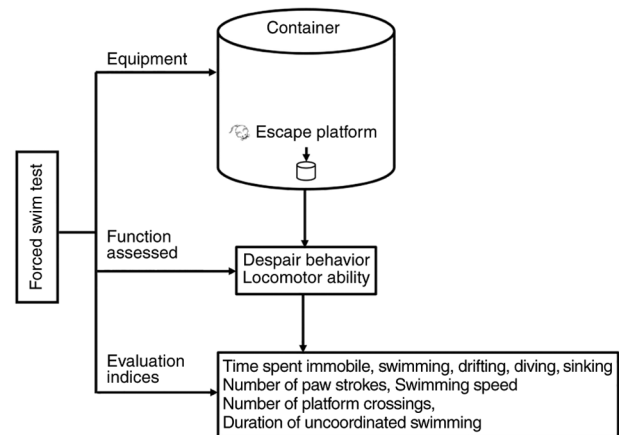 Container
Equipment
Escape platform
Forced swim test
Function
assessed
Despair behavior
Locomotor ability
Evaluation
indices
Time spent immobile, swimming, drifting, diving, sinking
Number of paw strokes, Swimming speed
Number of platform crossings,
Duration of uncoordinated swimming